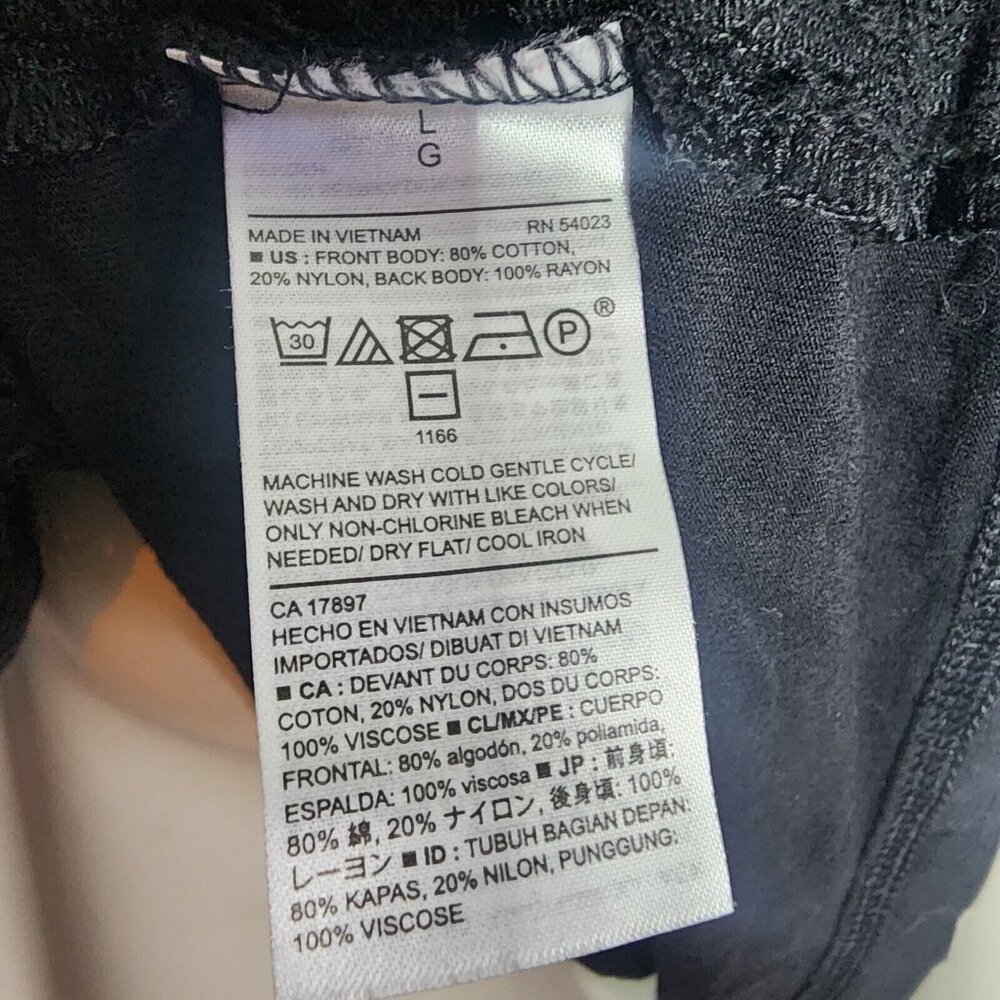 L
G
MADE IN VIETNAM RN 54023
■ US : FRONT BODY: 80% COTTON,
20% NYLON, BACK BODY: 100% RAYON
30 P ®
1166
MACHINE WASH COLD GENTLE CYCLE/
WASH AND DRY WITH LIKE COLORS/
ONLY NON-CHLORINE BLEACH WHEN
NEEDED/ DRY FLAT/ COOL IRON
CA 17897
HECHO EN VIETNAM CON INSUMOS
IMPORTADOS/ DIBUAT DI VIETNAM
■ CA : DEVANT DU CORPS: 80%
COTON, 20% NYLON, DOS DU CORPS:
100% VISCOSE ■ CL/MX/PE : CUERPO
FRONTAL: 80% algodón, 20% poliamida,
ESPALDA: 100% viscosa ■ JP : 前身頃:
80% 綿, 20% ナイロン, 後身頃: 100%
レーヨン ■ ID : TUBUH BAGIAN DEPAN:
80% KAPAS, 20% NILON, PUNGGUNG:
100% VISCOSE